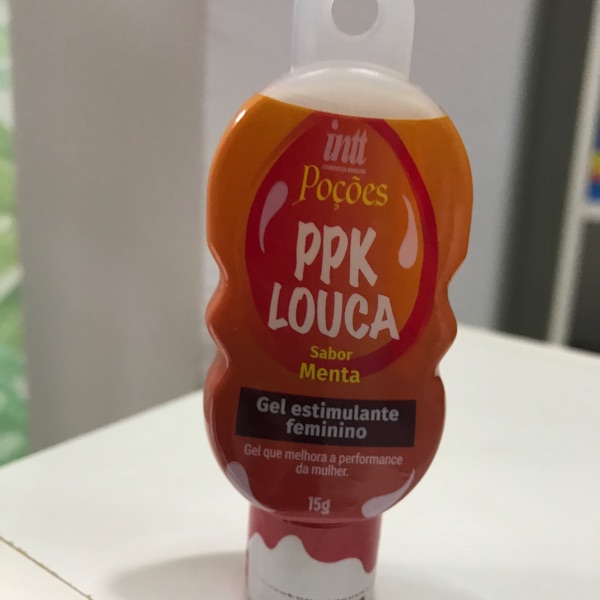 intt
Poções
PPK
LOUCA
Sabor
Menta
Gel estimulante
feminino
Gel que melhora a performance
da mulher.
15g